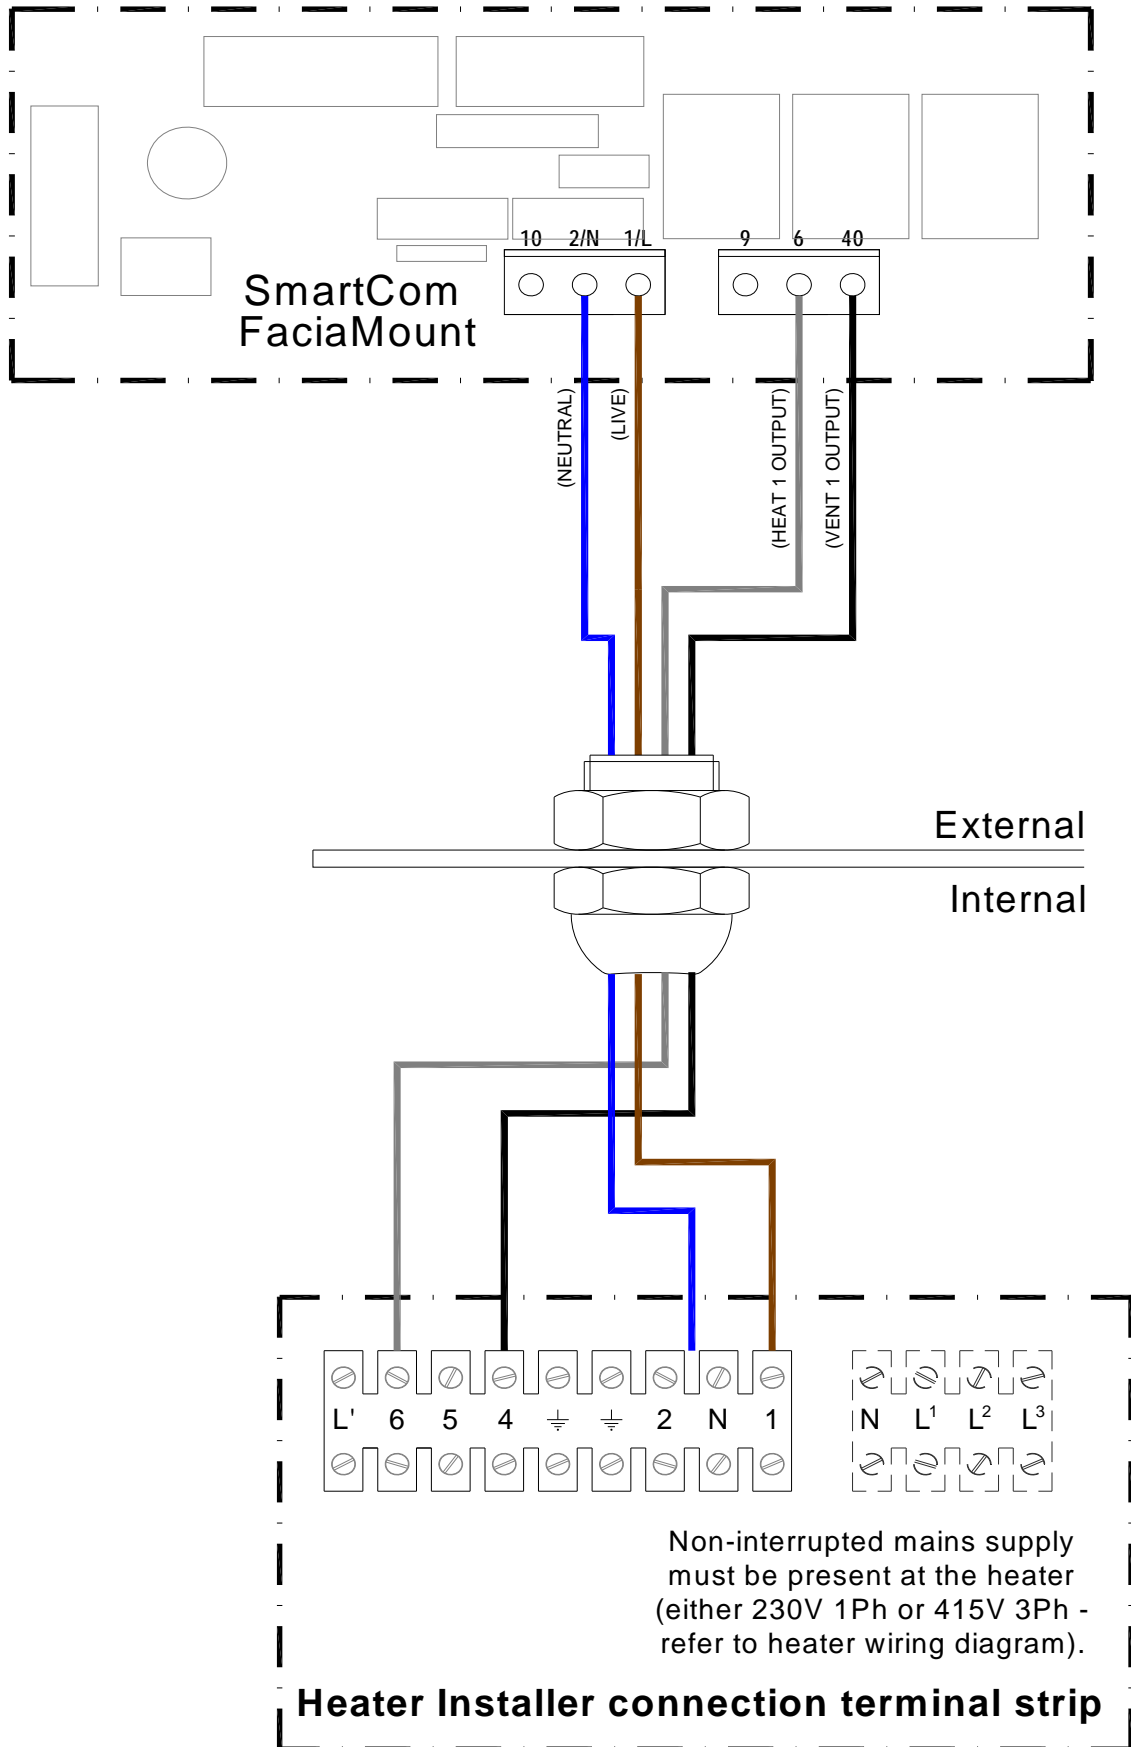 10 2/N 1/L 9 6 40
SmartCom
FaciaMount
(NEUTRAL)
(LIVE)
(HEAT 1 OUTPUT)
(VENT 1 OUTPUT)
External
Internal
L' 6 5 4 ⏚ ⏚ 2 N 1 N L¹ L² L³
Non-interrupted mains supply
must be present at the heater
(either 230V 1Ph or 415V 3Ph -
refer to heater wiring diagram).
Heater Installer connection terminal strip